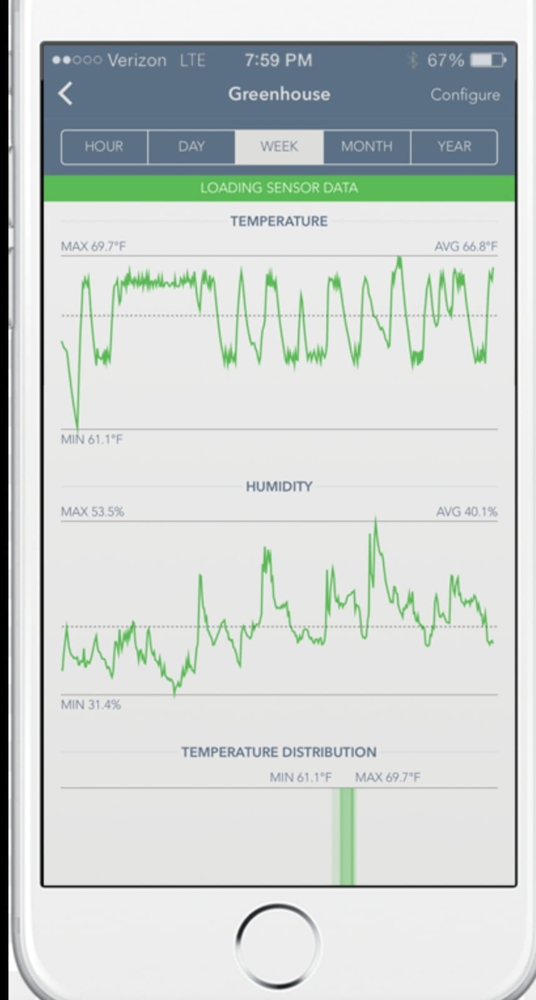 Verizon LTE 7:59 PM 67%
Greenhouse Configure
HOUR DAY WEEK MONTH YEAR
LOADING SENSOR DATA
TEMPERATURE
MAX 69.7°F AVG 66.8°F
MIN 61.1°F
HUMIDITY
MAX 53.5% AVG 40.1%
MIN 31.4%
TEMPERATURE DISTRIBUTION
MIN 61.1°F MAX 69.7°F